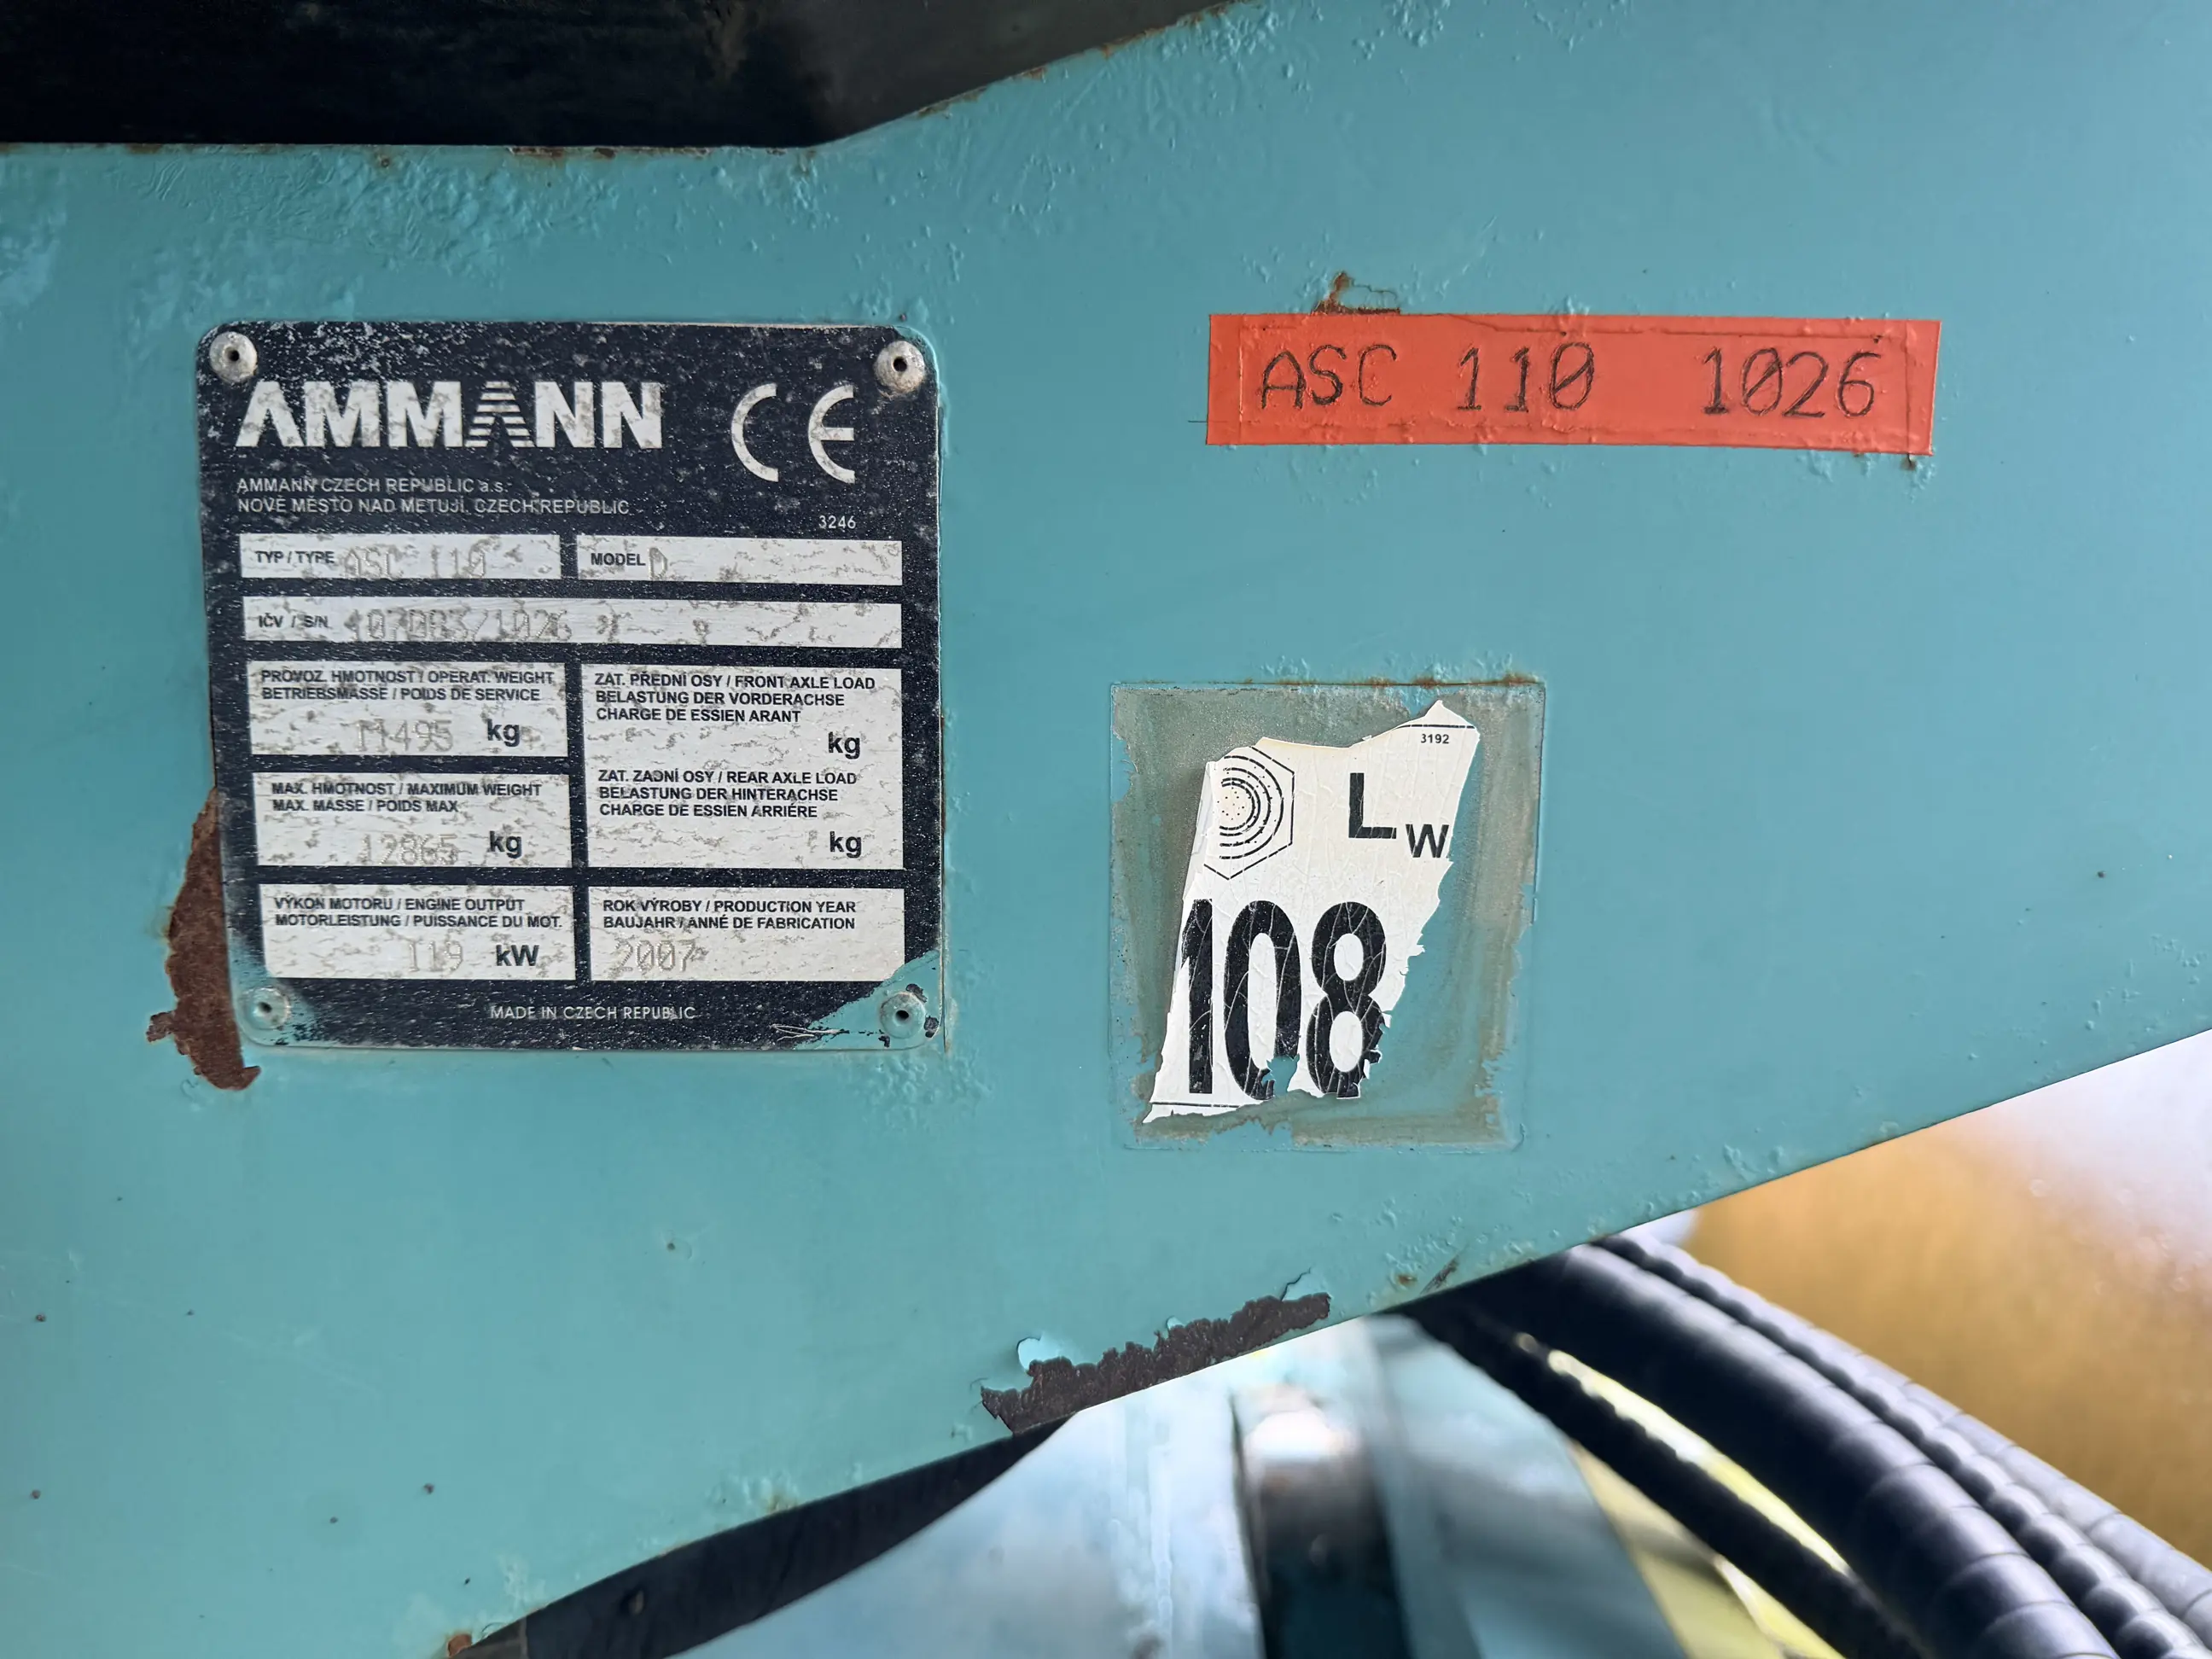 AMMANN CE
AMMANN CZECH REPUBLIC a.s.
NOVÉ MĚSTO NAD METUJÍ, CZECH REPUBLIC
3246
TYP / TYPE ASC 110 MODEL D
IČV / S/N 107083/1026
PROVOZ. HMOTNOST / OPERAT. WEIGHT
BETRIEBSMASSE / POIDS DE SERVICE
11495 kg
ZAT. PŘEDNÍ OSY / FRONT AXLE LOAD
BELASTUNG DER VORDERACHSE
CHARGE DE ESSIEN ARANT
kg
MAX. HMOTNOST / MAXIMUM WEIGHT
MAX. MASSE / POIDS MAX
12865 kg
ZAT. ZADNÍ OSY / REAR AXLE LOAD
BELASTUNG DER HINTERACHSE
CHARGE DE ESSIEN ARRIÉRE
kg
VÝKON MOTORU / ENGINE OUTPUT
MOTORLEISTUNG / PUISSANCE DU MOT.
119 kW
ROK VÝROBY / PRODUCTION YEAR
BAUJAHR / ANNÉ DE FABRICATION
2007
MADE IN CZECH REPUBLIC
ASC 110 1026
3192
LW
108